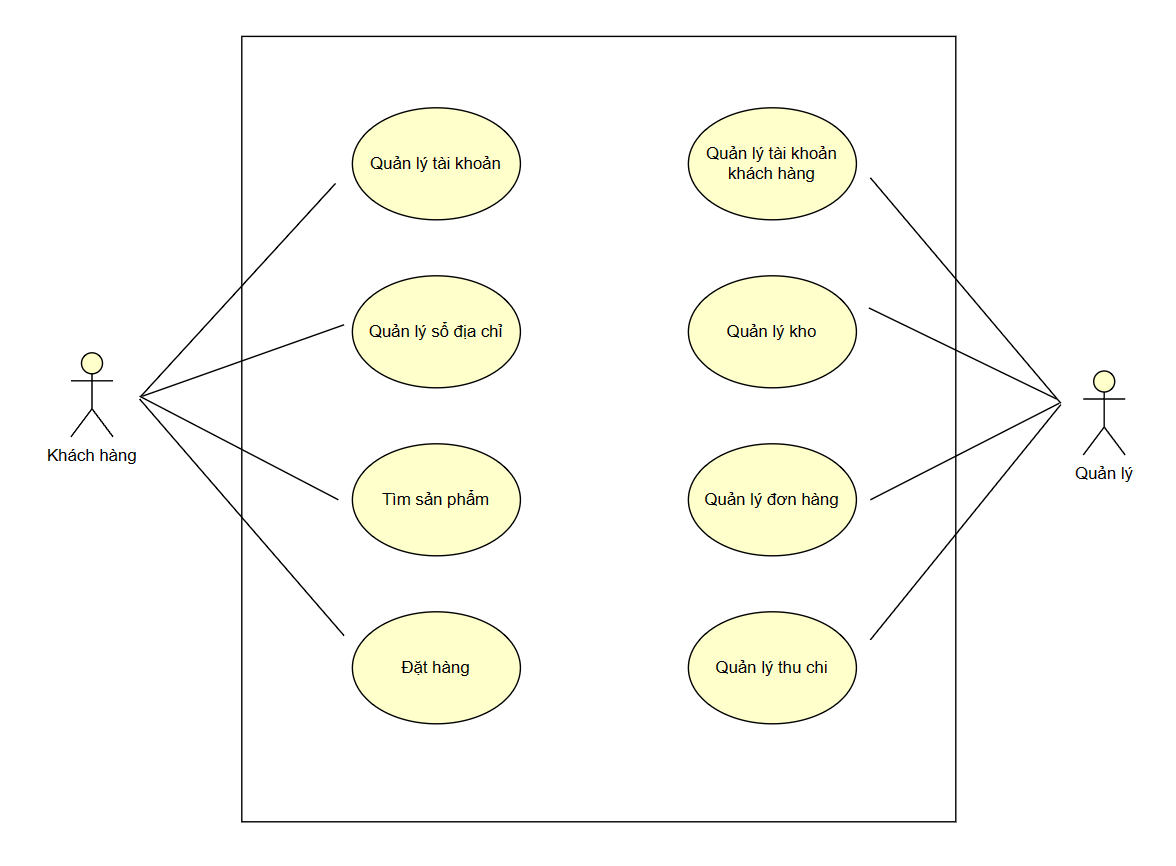 Quản lý tài khoản
Quản lý tài khoản
khách hàng
Quản lý sổ địa chỉ
Quản lý kho
Khách hàng
Quản lý
Tìm sản phẩm
Quản lý đơn hàng
Đặt hàng
Quản lý thu chi